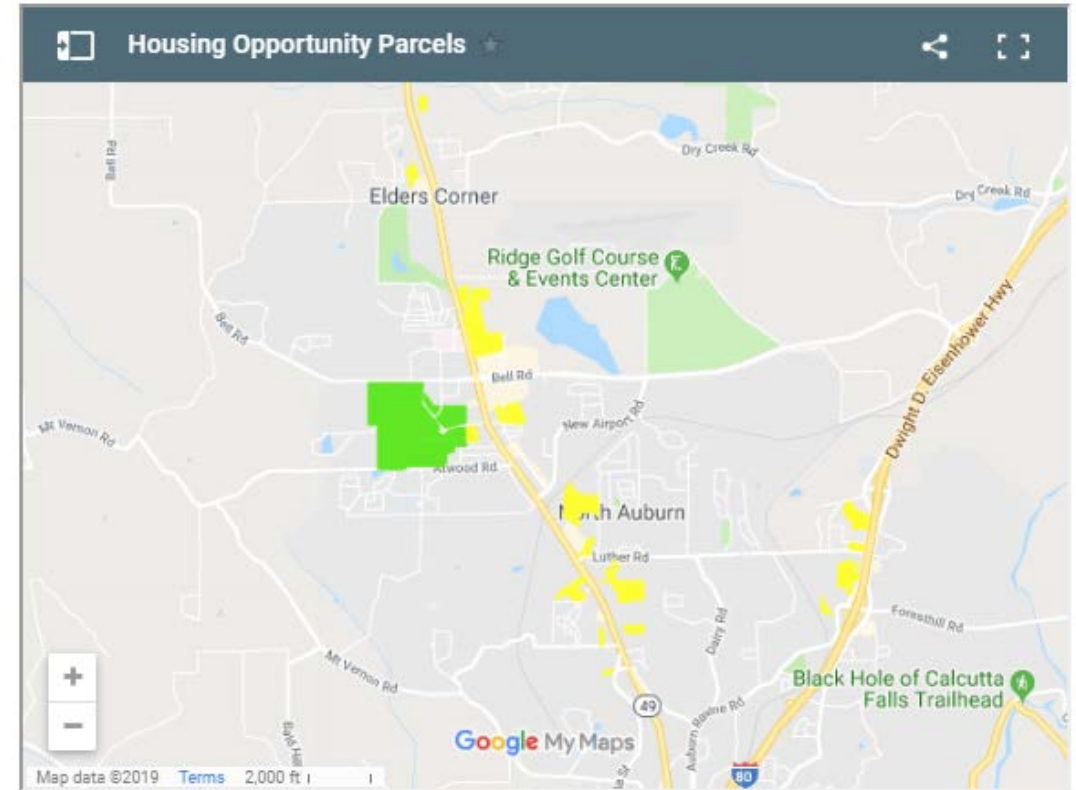 Housing Opportunity Parcels
Bell Rd
Dry Creek Rd
Elders Corner
Dry Creek Rd
Ridge Golf Course
& Events Center
Dwight D. Eisenhower Hwy
Bell Rd
Bell Rd
New Airport Rd
Mt Vernon Rd
Atwood Rd
North Auburn
Luther Rd
Foresthill Rd
Dairy Rd
Mt Vernon Rd
Black Hole of Calcutta
Falls Trailhead
+
−
49
Auburn Ravine Rd
Bald Hill
Google My Maps
80
Map data ©2019 Terms 2,000 ft